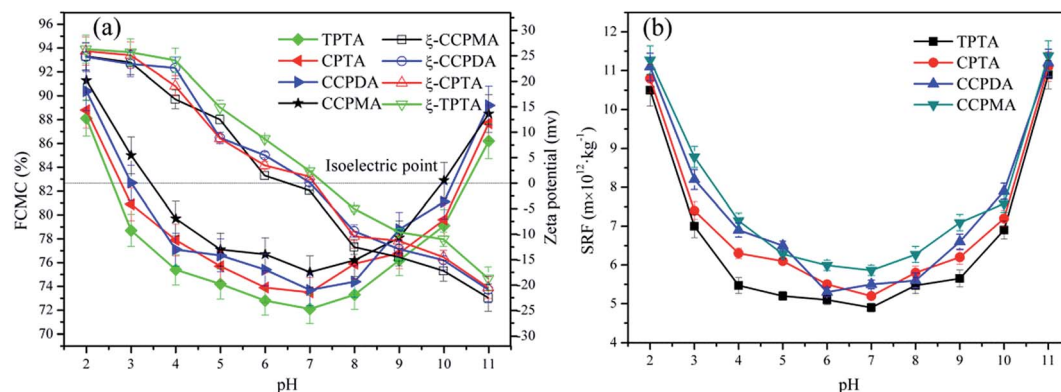 (a)
TPTA
CPTA
CCPDA
CCPMA
ξ-CCPMA
ξ-CCPDA
ξ-CPTA
ξ-TPTA
Isoelectric point
FCMC (%)
96
94
92
90
88
86
84
82
80
78
76
74
72
70
Zeta potential (mv)
30
25
20
15
10
5
0
-5
-10
-15
-20
-25
-30
2 3 4 5 6 7 8 9 10 11
pH
(b)
TPTA
CPTA
CCPDA
CCPMA
SRF (m×10¹²·kg⁻¹)
12
11
10
9
8
7
6
5
4
2 3 4 5 6 7 8 9 10 11
pH